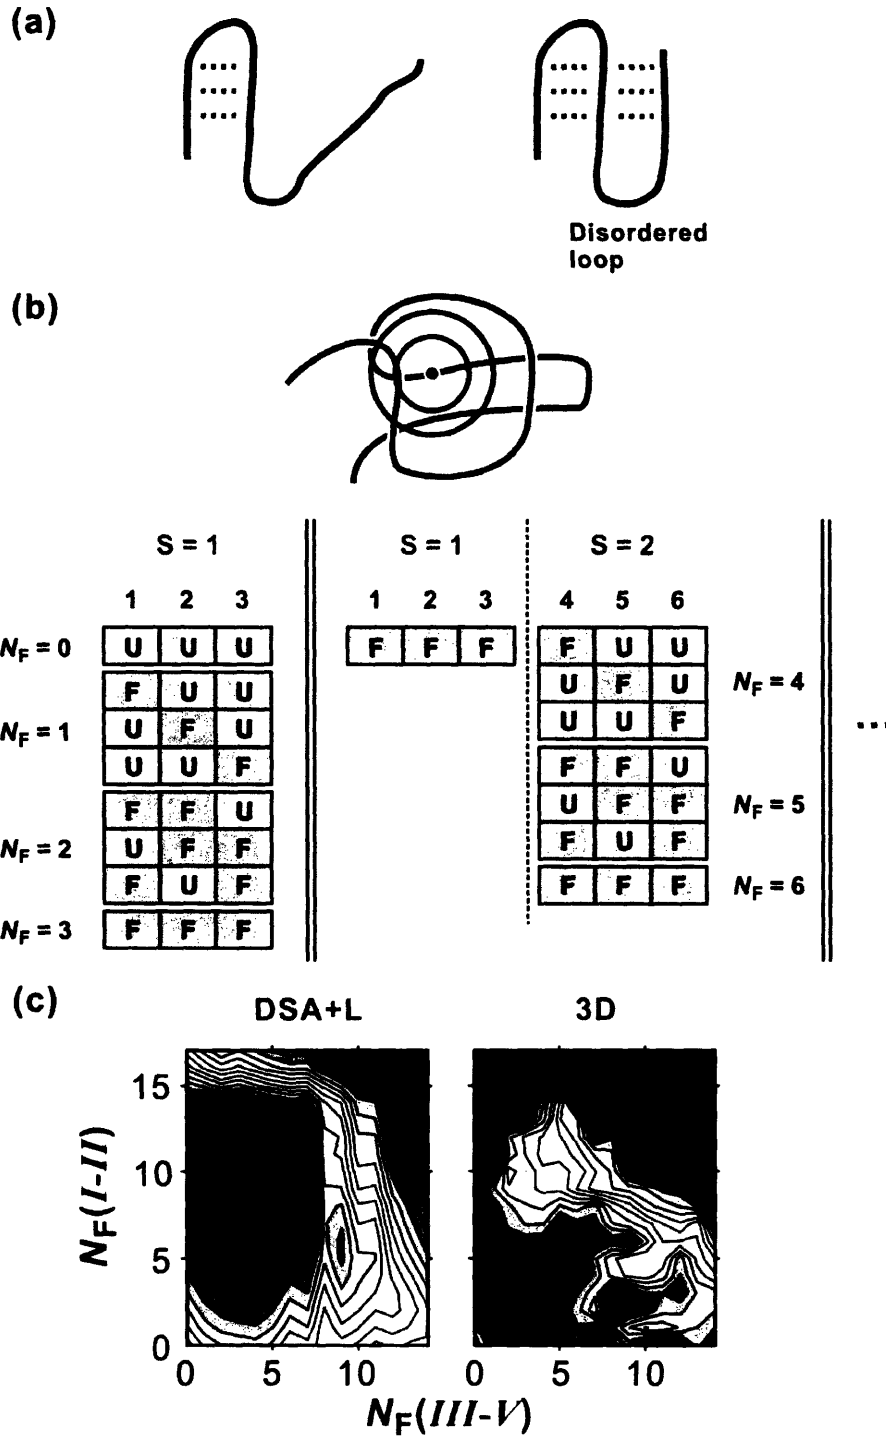 (a)
Disordered
loop
(b)
S = 1
S = 1
S = 2
1 2 3
1 2 3
4 5 6
N_F = 0
U U U
F F F
F U U
U F U
U U F
N_F = 4
F U U
U F U
U U F
N_F = 1
F F U
U F F
F U F
N_F = 5
F F U
U F F
F U F
N_F = 2
F F F
N_F = 6
F F F
N_F = 3
...
(c)
DSA+L
3D
N_F(I-II)
15
10
5
0
0 5 10
0 5 10
N_F(III-V)